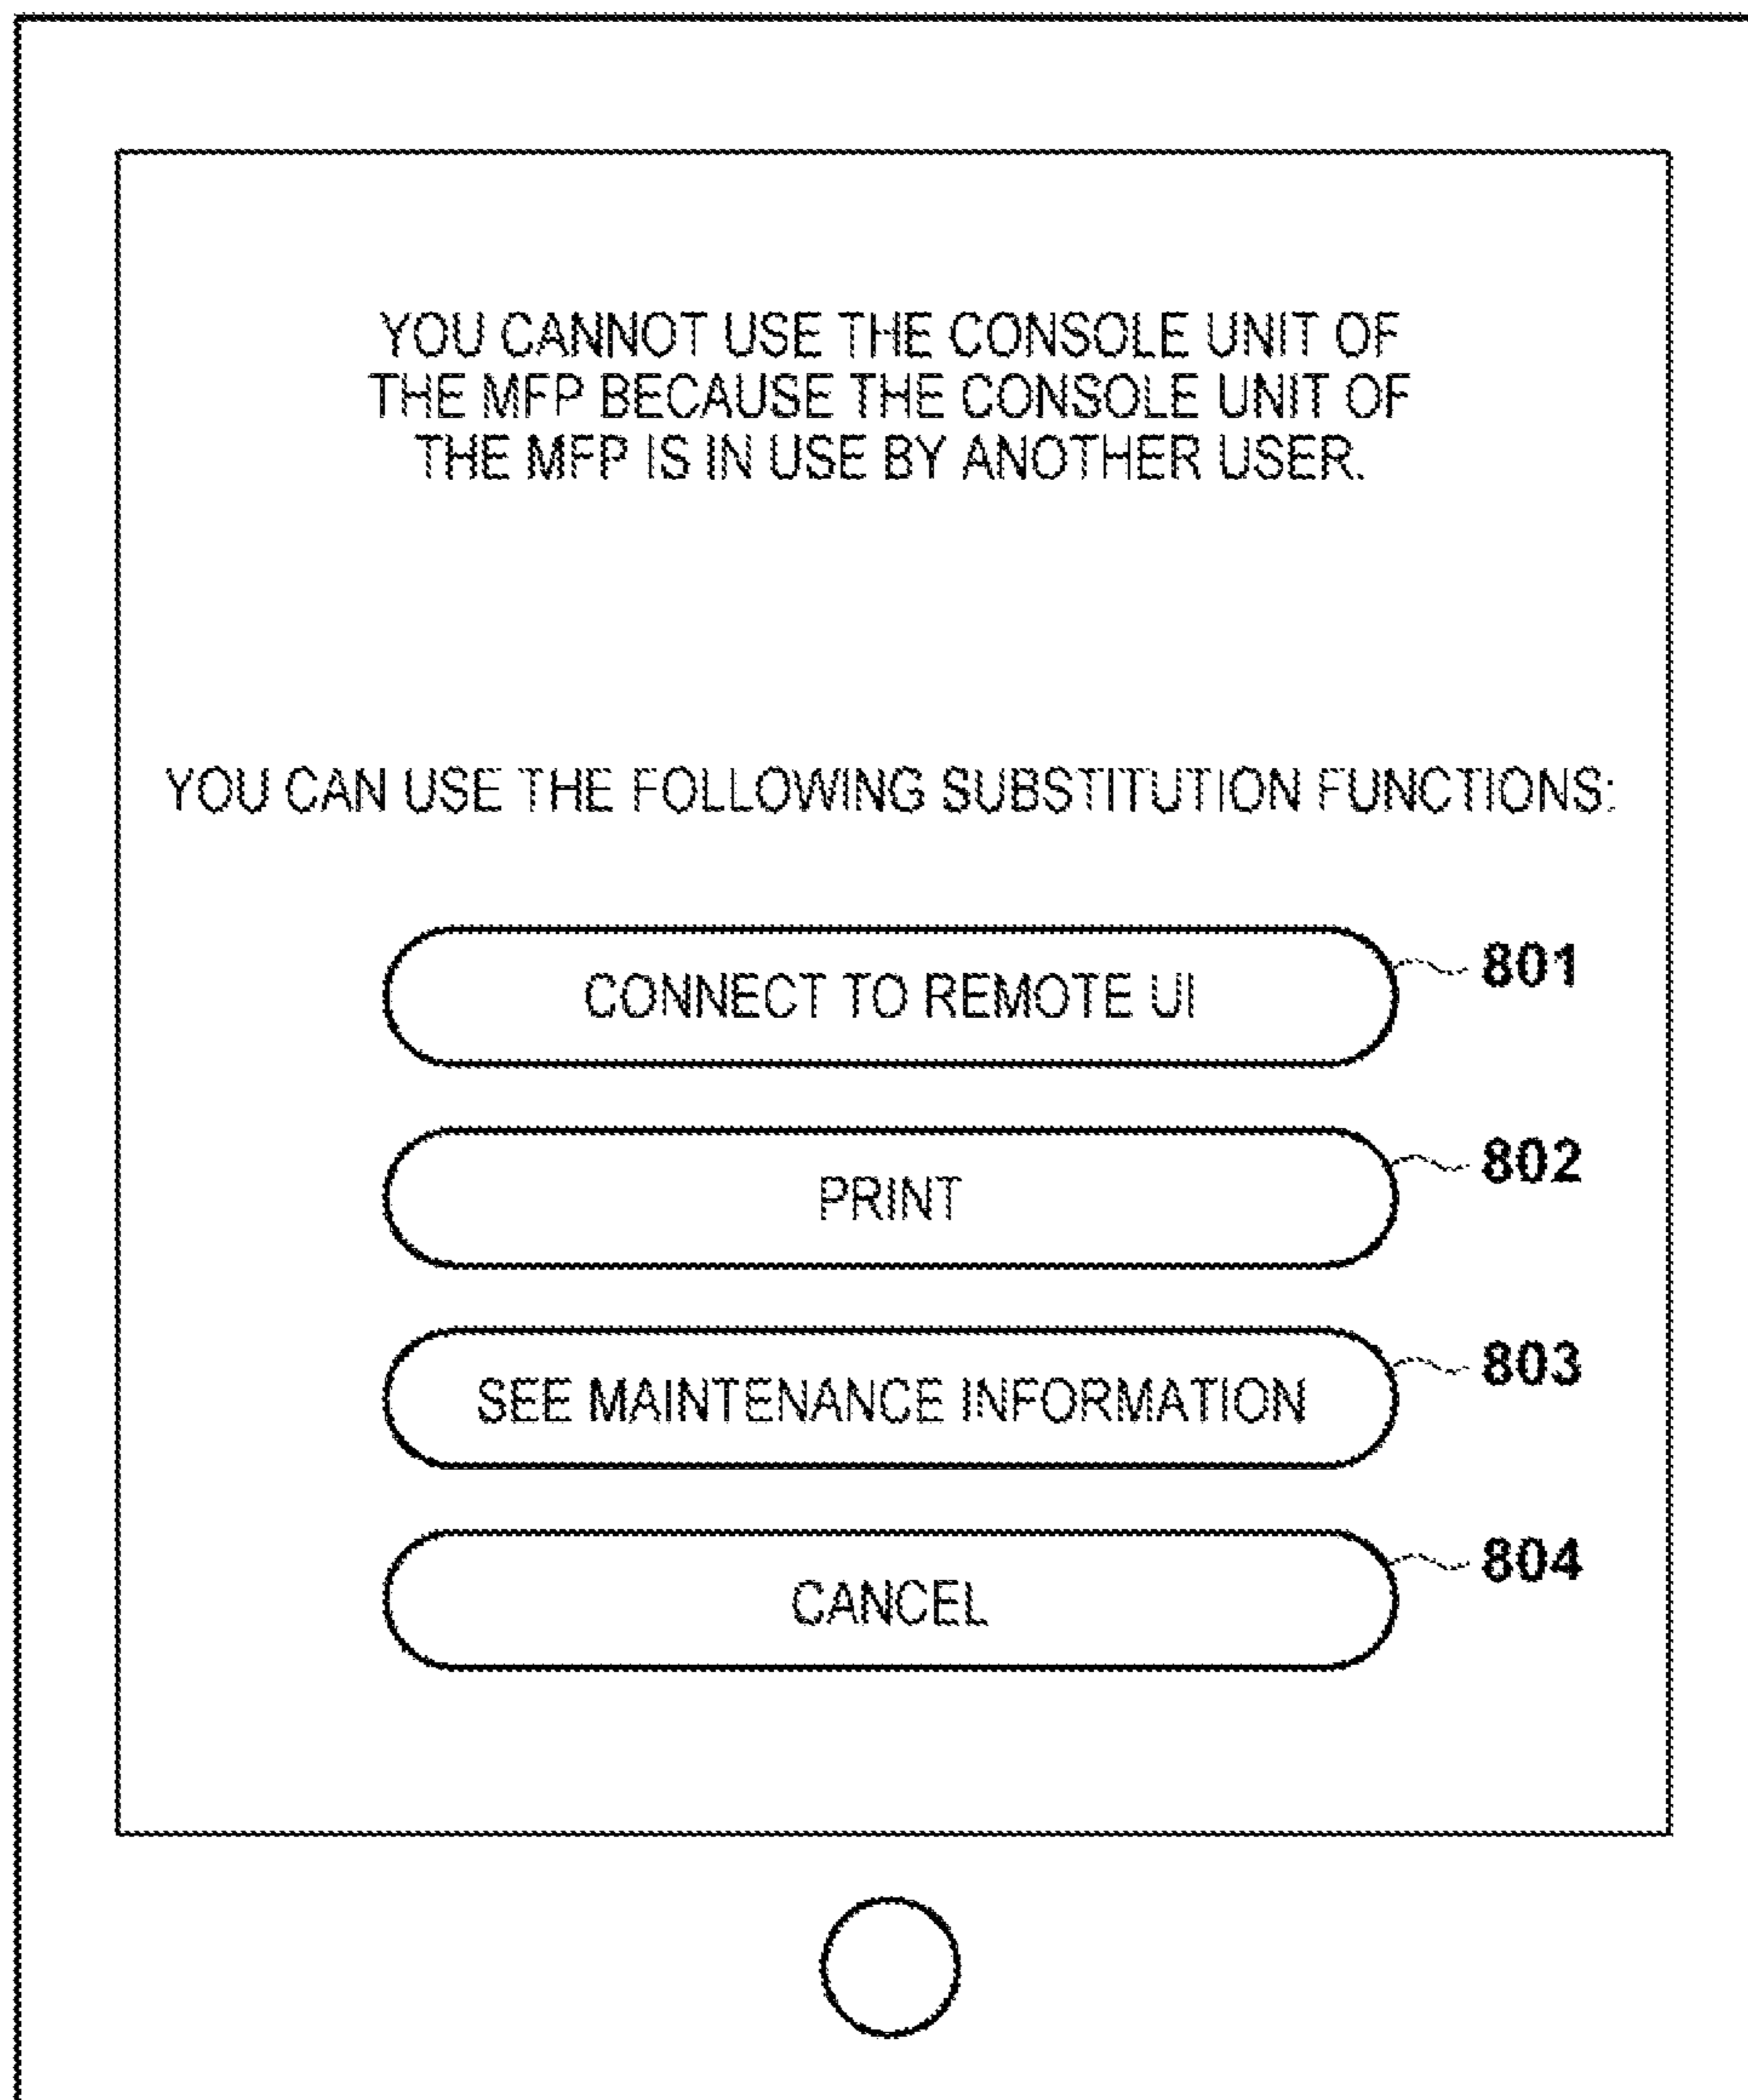 YOU CANNOT USE THE CONSOLE UNIT OF
THE MFP BECAUSE THE CONSOLE UNIT OF
THE MFP IS IN USE BY ANOTHER USER.
YOU CAN USE THE FOLLOWING SUBSTITUTION FUNCTIONS:
CONNECT TO REMOTE UI
801
PRINT
802
SEE MAINTENANCE INFORMATION
803
CANCEL
804